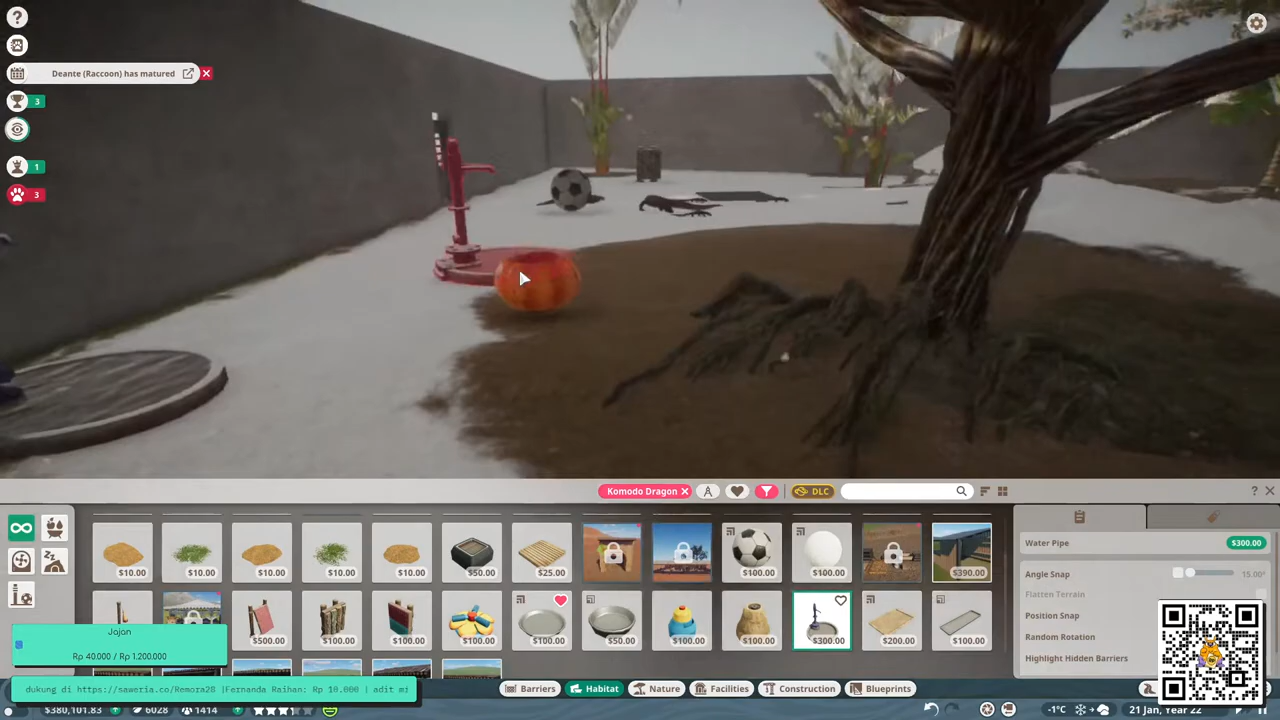 ?
Deante (Raccoon) has matured
3
1
3
Komodo Dragon
DLC
?
$10.00
$10.00
$10.00
$10.00
$10.00
$50.00
$25.00
$100.00
$100.00
$390.00
$500.00
$100.00
$100.00
$100.00
$100.00
$50.00
$100.00
$100.00
$300.00
$200.00
$100.00
Water Pipe
$300.00
Angle Snap
15.00°
Flatten Terrain
Position Snap
Random Rotation
Highlight Hidden Barriers
Jajan
Rp 40.000 / Rp 1.200.000
dukung di https://saweria.co/Remora28 |Fernanda Raihan: Rp 10.000 | adit
Barriers
Habitat
Nature
Facilities
Construction
Blueprints
$380,101.83
6028
1414
-1°C
21 Jan, Year 22